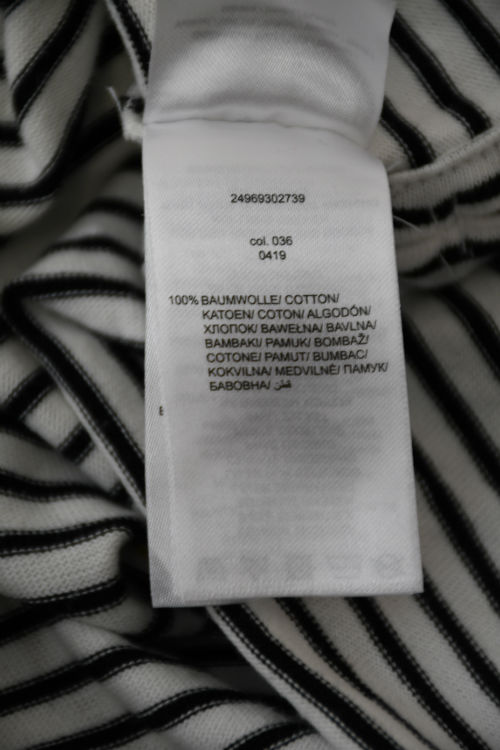 24969302739
col. 036
0419
100% BAUMWOLLE/ COTTON/
KATOEN/ COTON/ ALGODÓN/
ХЛОПОК/ BAWEŁNA/ BAVLNA/
BAMBAKI/ PAMUK/ BOMBAŽ/
COTONE/ PAMUT/ BUMBAC/
KOKVILNA/ MEDVILNĖ/ ПАМУК/
БАВОВНА/ قطن